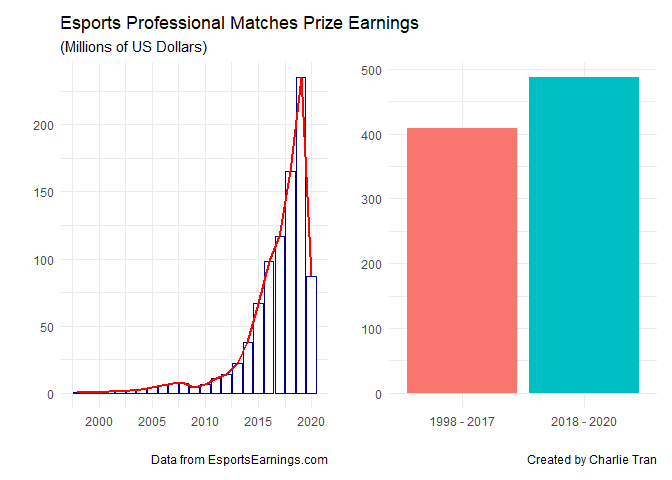 Esports Professional Matches Prize Earnings
(Millions of US Dollars)
200
150
100
50
0
2000 2005 2010 2015 2020
Data from EsportsEarnings.com
500
400
300
200
100
0
1998 - 2017 2018 - 2020
Created by Charlie Tran